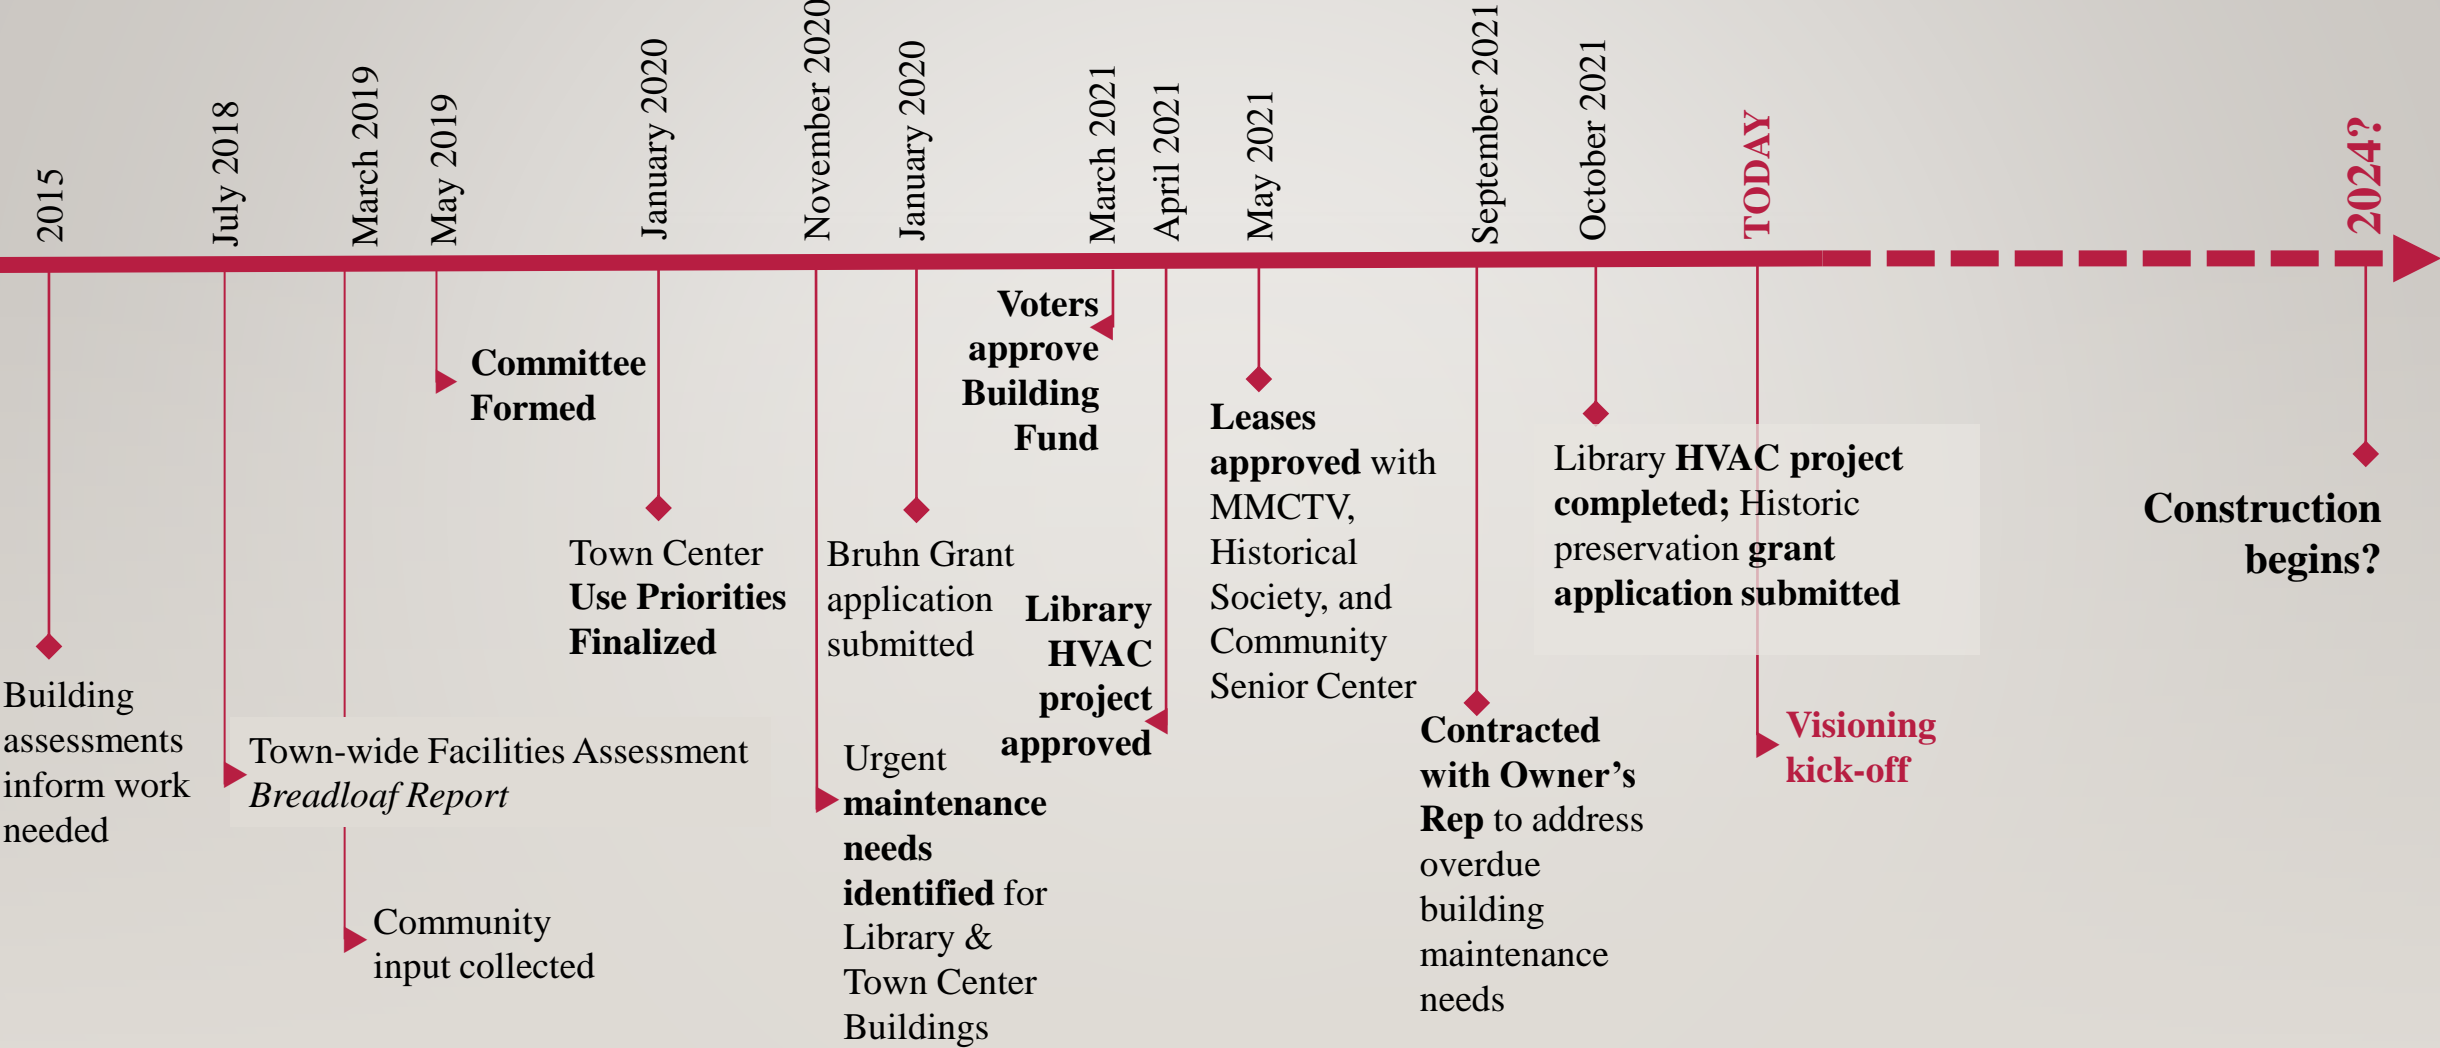 2015
July 2018
March 2019
May 2019
January 2020
November 2020
January 2020
March 2021
April 2021
May 2021
September 2021
October 2021
TODAY
2024?
Building
assessments
inform work
needed
Town-wide Facilities Assessment
Breadloaf Report
Community
input collected
Committee
Formed
Town Center
Use Priorities
Finalized
Urgent
maintenance
needs
identified for
Library &
Town Center
Buildings
Bruhn Grant
application
submitted
Voters
approve
Building
Fund
Library
HVAC
project
approved
Leases
approved with
MMCTV,
Historical
Society, and
Community
Senior Center
Contracted
with Owner’s
Rep to address
overdue
building
maintenance
needs
Library HVAC project
completed; Historic
preservation grant
application submitted
Visioning
kick-off
Construction
begins?